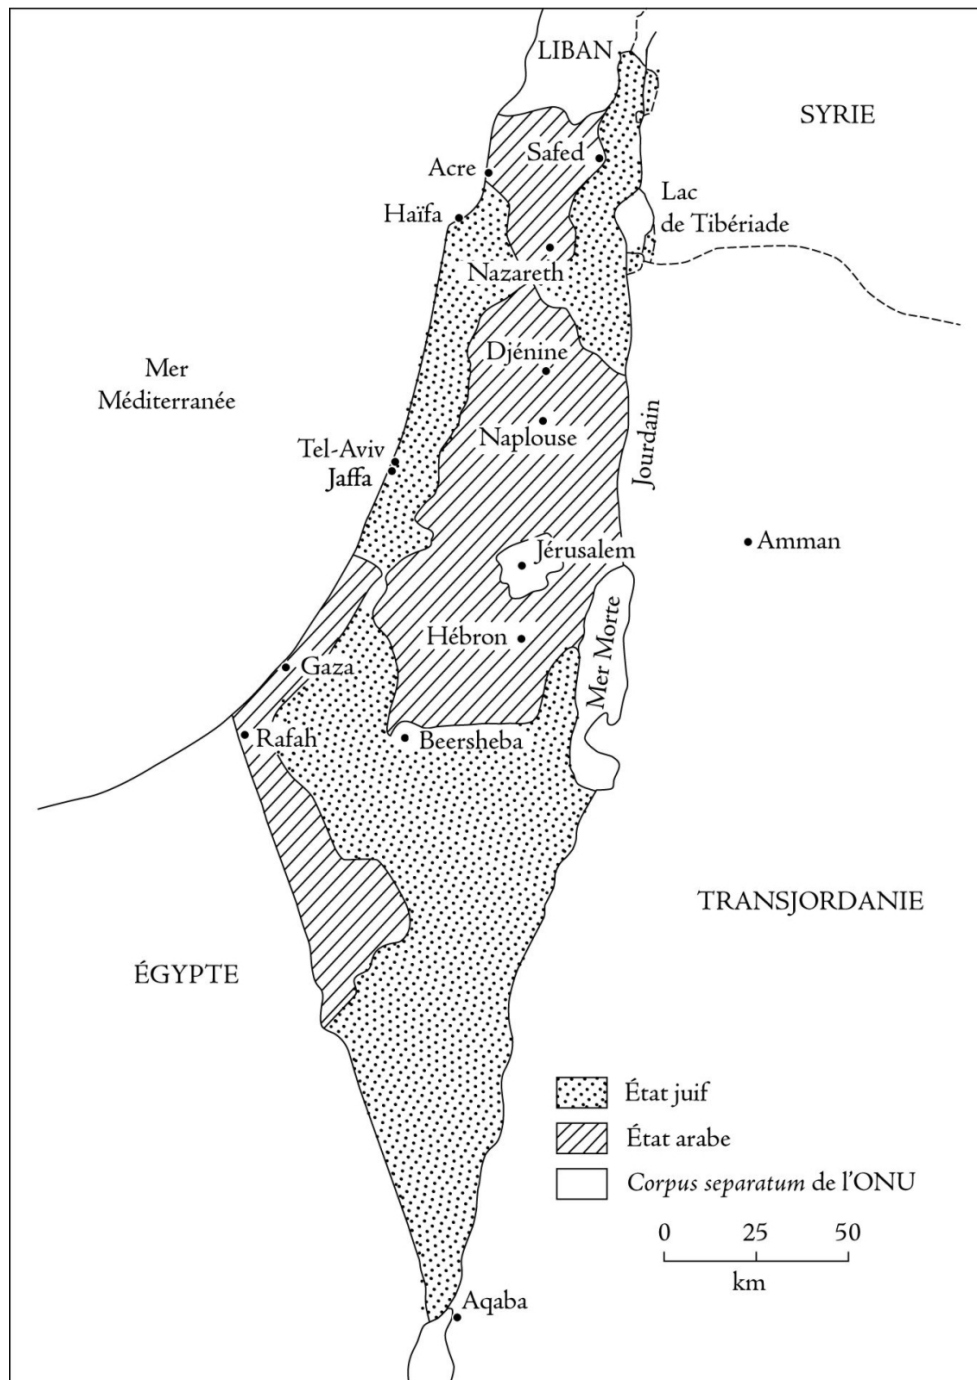 LIBAN
SYRIE
Safed
Acre
Lac
de Tibériade
Haïfa
Nazareth
Djénine
Mer
Méditerranée
Jourdain
Naplouse
Tel-Aviv
Jaffa
Jérusalem
Amman
Hébron
Mer Morte
Gaza
Rafah
Beersheba
TRANSJORDANIE
ÉGYPTE
État juif
État arabe
Corpus separatum de l’ONU
0 25 50
km
Aqaba